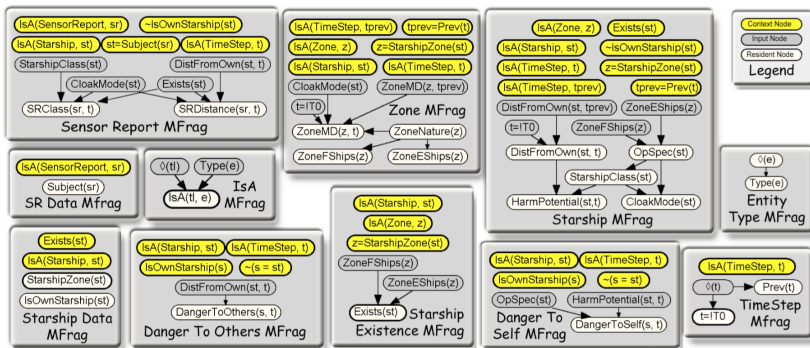 IsA(SensorReport, sr)
~IsOwnStarship(st)
IsA(Starship, st)
st=Subject(sr)
IsA(TimeStep, t)
StarshipClass(st)
DistFromOwn(st, t)
CloakMode(st)
Exists(st)
SRClass(sr, t)
SRDistance(sr, t)
Sensor Report MFrag
IsA(TimeStep, tprev)
tprev=Prev(t)
IsA(Zone, z)
z=StarshipZone(st)
IsA(Starship, st)
IsA(TimeStep, t)
CloakMode(st)
ZoneMD(z, tprev)
t=!T0
Zone MFrag
ZoneMD(z, t)
ZoneNature(z)
ZoneFShips(z)
ZoneEShips(z)
IsA(Zone, z)
Exists(st)
IsA(Starship, st)
~IsOwnStarship(st)
IsA(TimeStep, t)
z=StarshipZone(st)
IsA(TimeStep, tprev)
tprev=Prev(t)
DistFromOwn(st, tprev)
ZoneEShips(z)
t=!T0
ZoneFShips(z)
DistFromOwn(st, t)
OpSpec(st)
StarshipClass(st)
HarmPotential(st,t)
CloakMode(st)
Starship MFrag
Context Node
Input Node
Resident Node
Legend
IsA(SensorReport, sr)
Subject(sr)
SR Data Mfrag
◊(tl)
Type(e)
IsA(tl, e)
IsA
MFrag
◊(e)
Type(e)
Entity
Type MFrag
Exists(st)
IsA(Starship, st)
StarshipZone(st)
IsOwnStarship(st)
Starship Data
MFrag
IsA(Starship, st)
IsA(TimeStep, t)
IsOwnStarship(s)
~(s = st)
DistFromOwn(st, t)
DangerToOthers(s, t)
Danger To Others MFrag
IsA(Starship, st)
IsA(Zone, z)
z=StarshipZone(st)
ZoneFShips(z)
ZoneEShips(z)
Exists(st)
Starship
Existence MFrag
IsA(Starship, st)
IsA(TimeStep, t)
IsOwnStarship(s)
~(s = st)
OpSpec(st)
HarmPotential(st, t)
DangerToSelf(s, t)
Danger To
Self MFrag
IsA(TimeStep, t)
◊(t)
Prev(t)
t=!T0
TimeStep
Mfrag